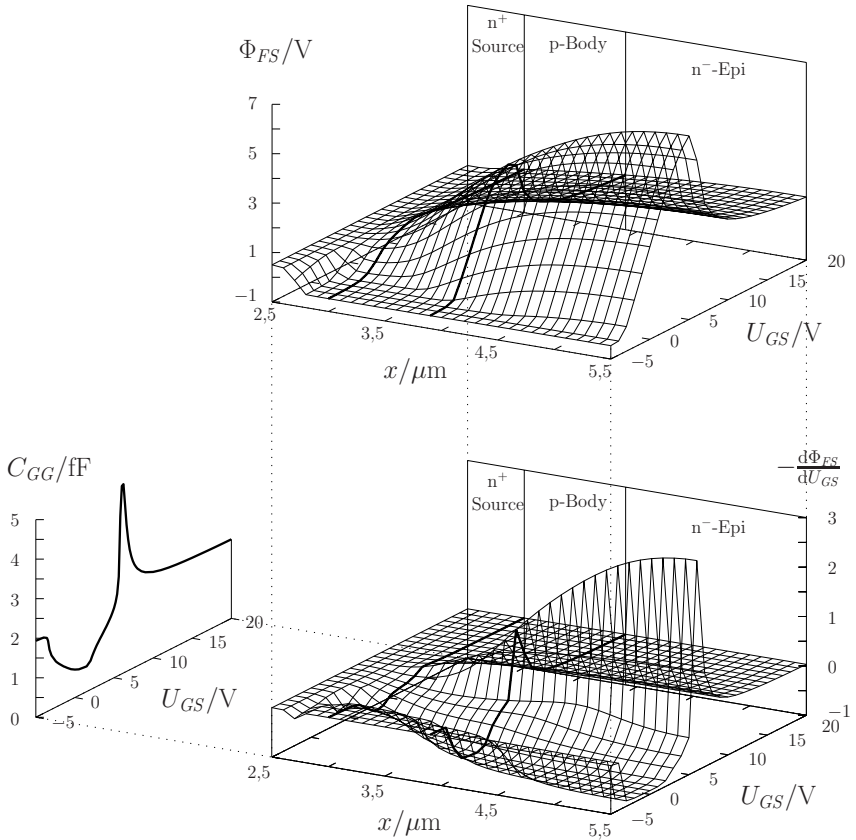 n⁺
Source
p-Body
n⁻-Epi
Φ_FS/V
7
5
3
1
−1
2,5
3,5
4,5
5,5
x/μm
−5
0
5
10
15
20
U_GS/V
C_GG/fF
5
4
3
2
1
0
−5
0
5
10
15
20
U_GS/V
n⁺
Source
p-Body
n⁻-Epi
−dΦ_FS/dU_GS
3
2
1
0
−1
2,5
3,5
4,5
5,5
x/μm
−5
0
5
10
15
20
U_GS/V